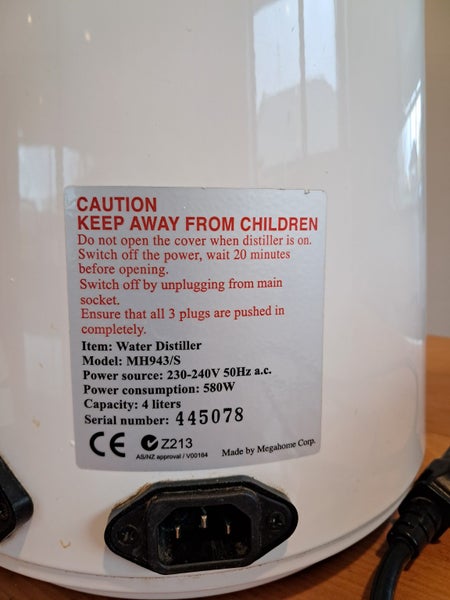 CAUTION
KEEP AWAY FROM CHILDREN
Do not open the cover when distiller is on.
Switch off the power, wait 20 minutes
before opening.
Switch off by unplugging from main
socket.
Ensure that all 3 plugs are pushed in
completely.
Item: Water Distiller
Model: MH943/S
Power source: 230-240V 50Hz a.c.
Power consumption: 580W
Capacity: 4 liters
Serial number: 445078
CE Z213
AS/NZ approval / V00164
Made by Megahome Corp.